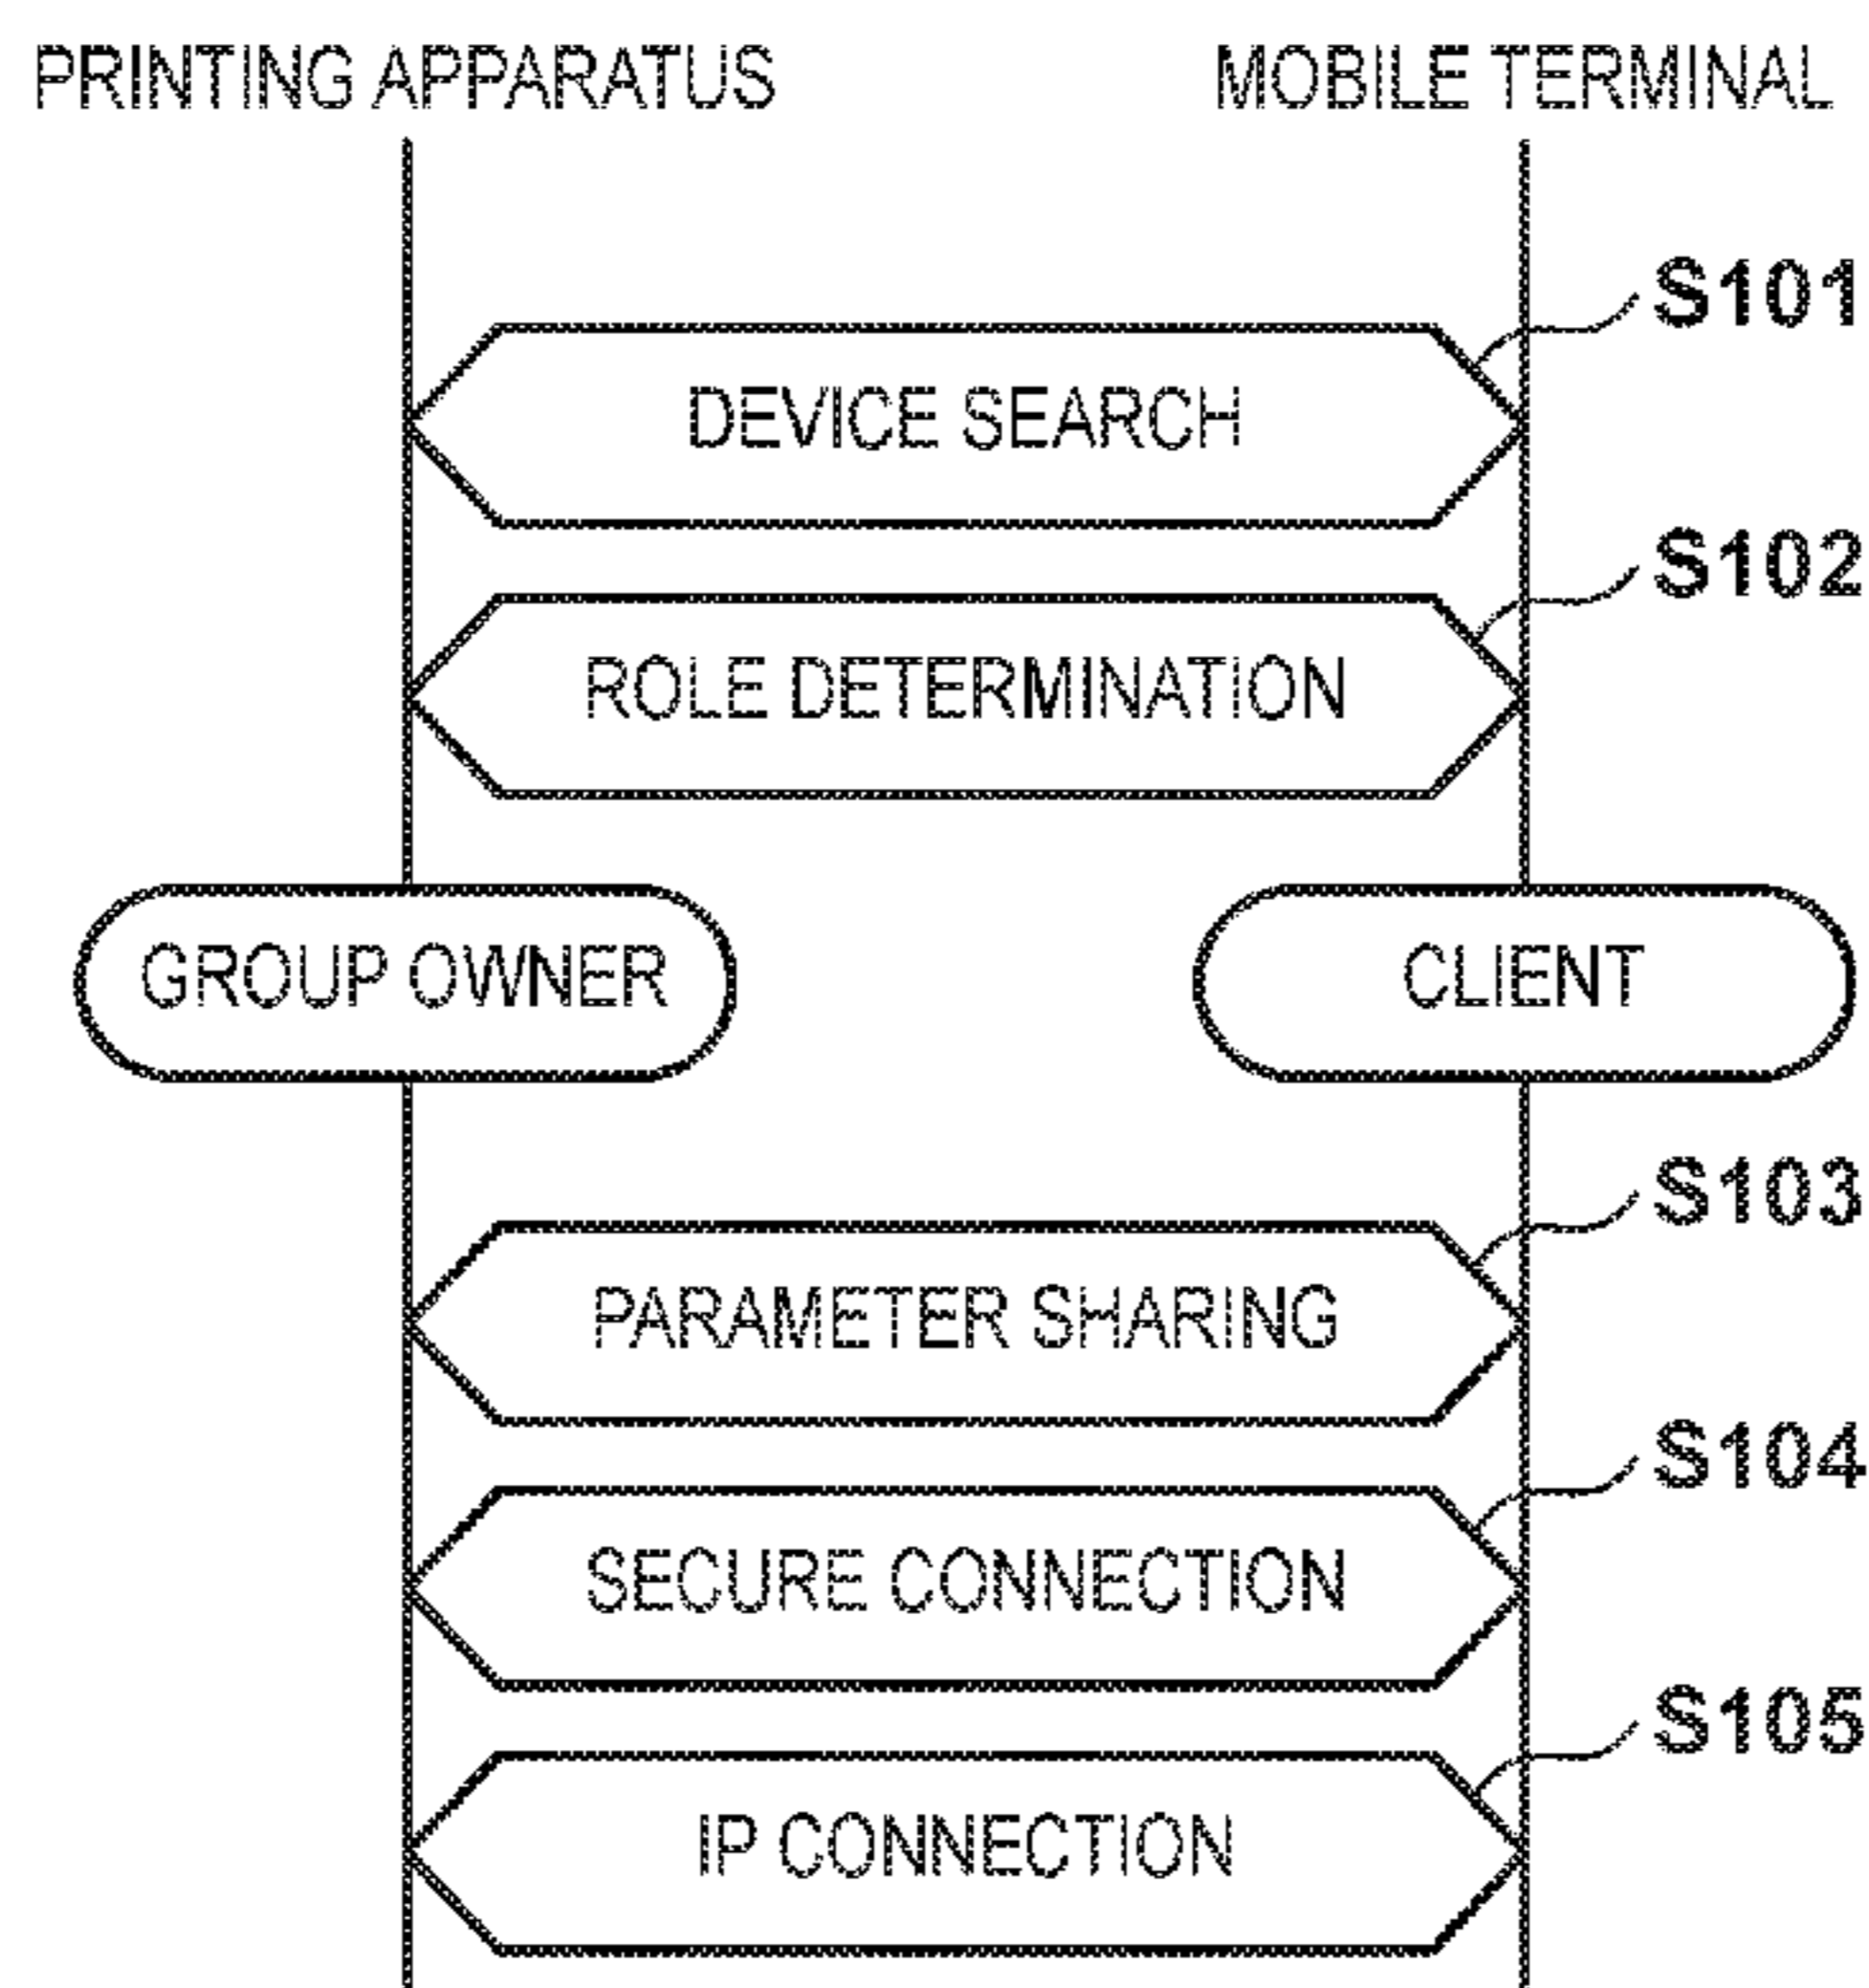 PRINTING APPARATUS MOBILE TERMINAL
S101
DEVICE SEARCH
S102
ROLE DETERMINATION
GROUP OWNER CLIENT
S103
PARAMETER SHARING
S104
SECURE CONNECTION
S105
IP CONNECTION